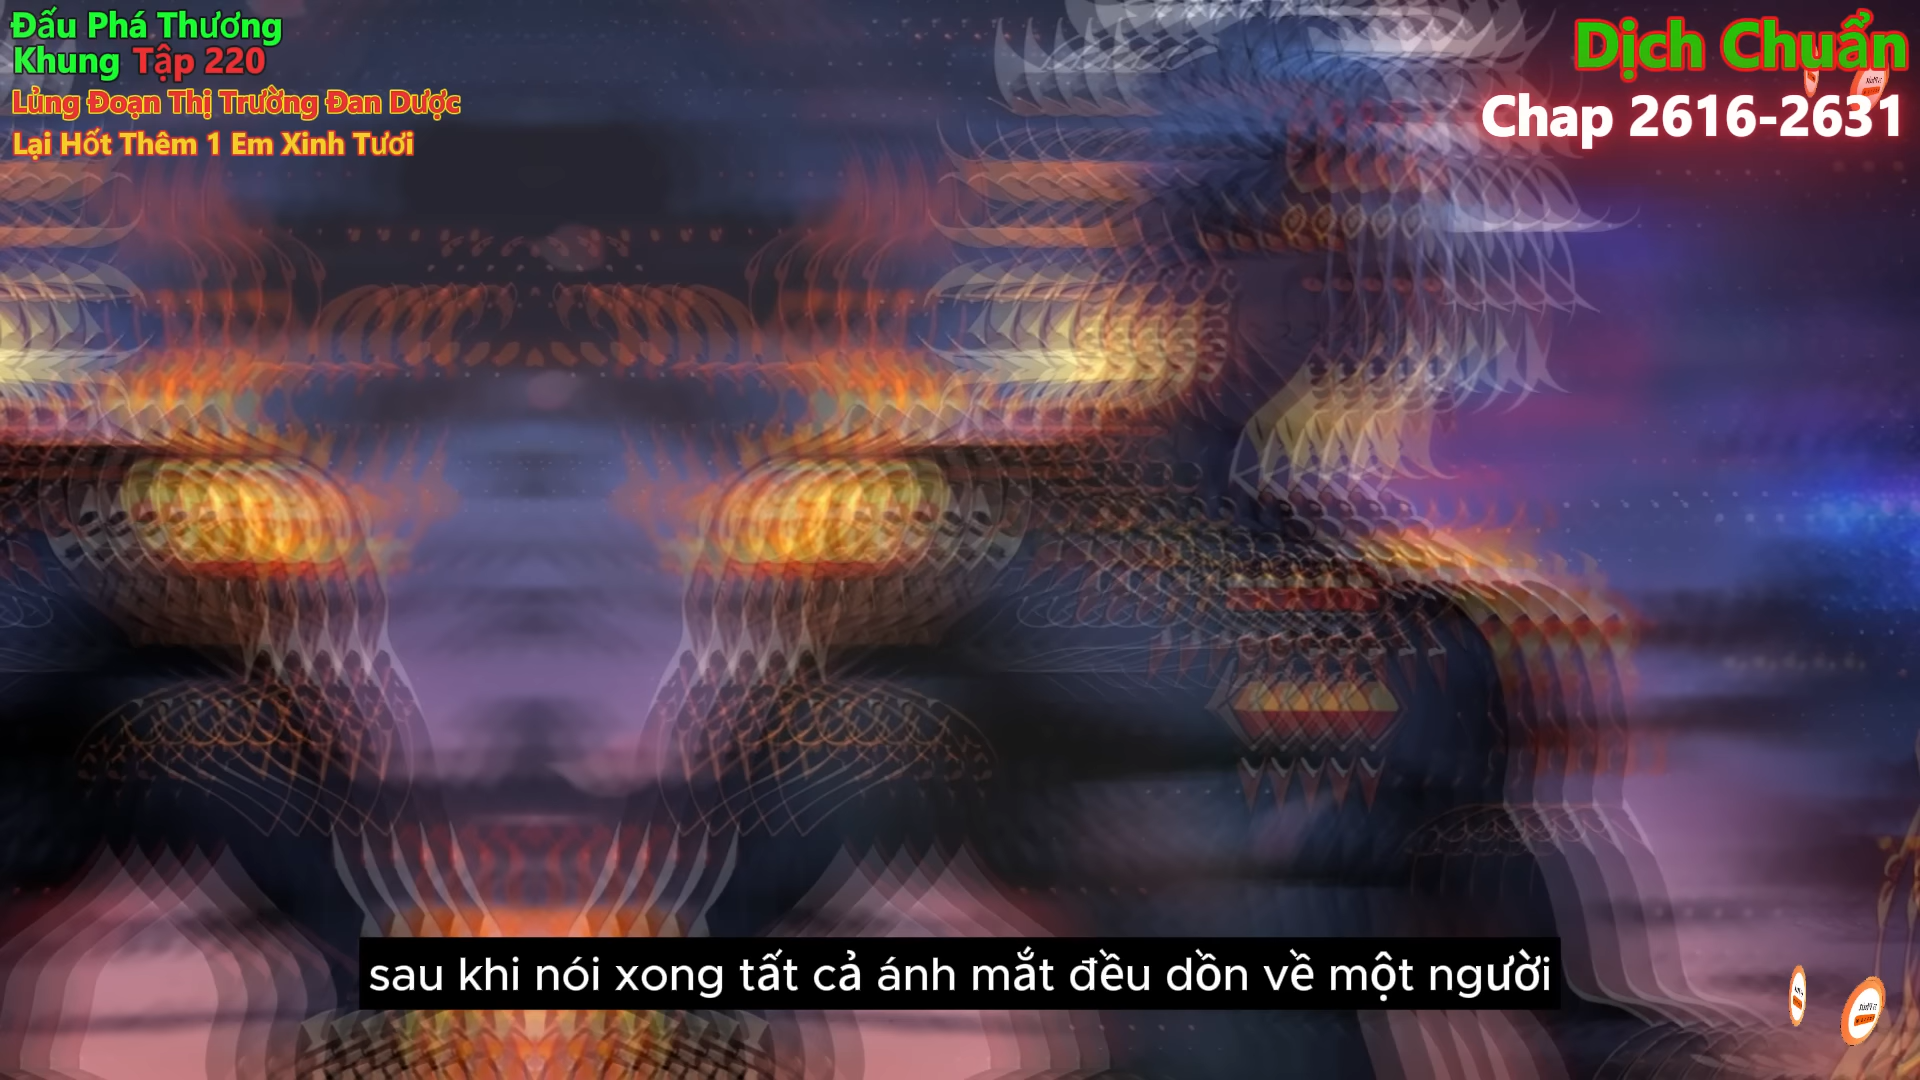 Đấu Phá Thương
Khung Tập 220
Lủng Đoạn Thị Trường Đan Dược
Lại Hốt Thêm 1 Em Xinh Tươi
Dịch Chuẩn
Chap 2616-2631
sau khi nói xong tất cả ánh mắt đều dồn về một người